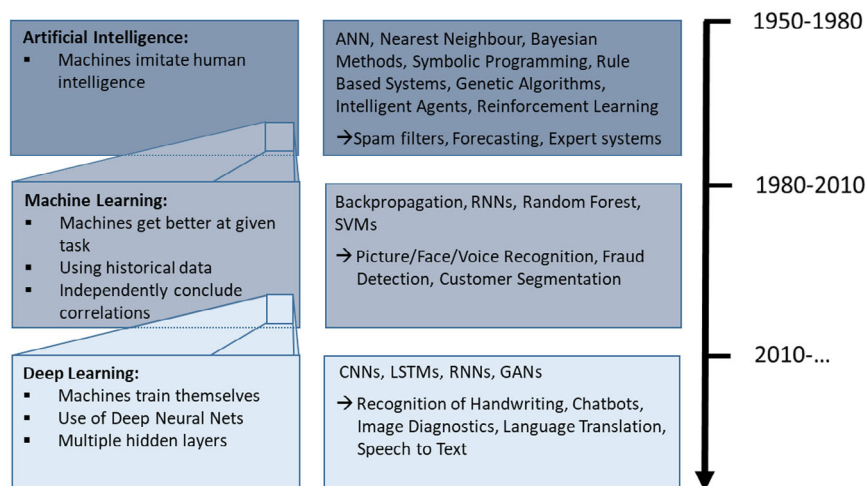 Artificial Intelligence:
▪ Machines imitate human
intelligence
ANN, Nearest Neighbour, Bayesian
Methods, Symbolic Programming, Rule
Based Systems, Genetic Algorithms,
Intelligent Agents, Reinforcement Learning
→Spam filters, Forecasting, Expert systems
1950-1980
Machine Learning:
▪ Machines get better at given
task
▪ Using historical data
▪ Independently conclude
correlations
Backpropagation, RNNs, Random Forest,
SVMs
→ Picture/Face/Voice Recognition, Fraud
Detection, Customer Segmentation
1980-2010
Deep Learning:
▪ Machines train themselves
▪ Use of Deep Neural Nets
▪ Multiple hidden layers
CNNs, LSTMs, RNNs, GANs
→ Recognition of Handwriting, Chatbots,
Image Diagnostics, Language Translation,
Speech to Text
2010-...